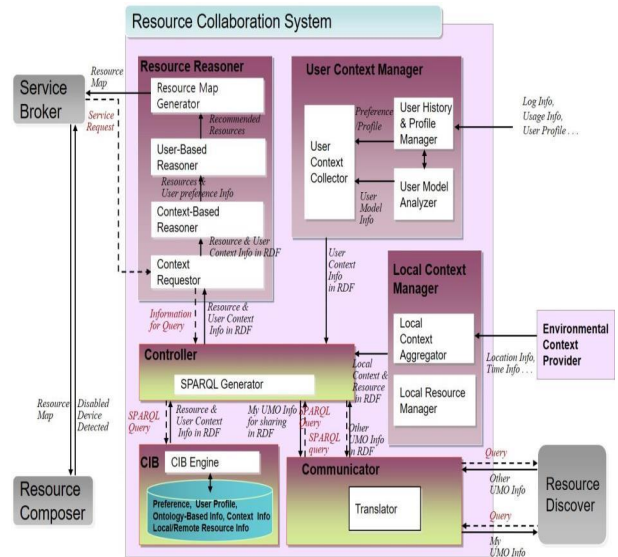 Resource Collaboration System
Resource Reasoner
Resource
Map
Service
Broker
Service
Request
Resource Map
Generator
Recommended
Resources
User-Based
Reasoner
Resources &
User preference Info
Context-Based
Reasoner
Resource & User
Context Info in RDF
Context
Requestor
User Context Manager
Preference
Profile
User History
& Profile
Manager
User
Context
Collector
User
Model
Info
User Model
Analyzer
Log Info,
Usage Info,
User Profile . . .
Information
for Query
Resource &
User Context
Info in RDF
User
Context
Info
in RDF
Local Context
Manager
Local
Context
Aggregator
Local Resource
Manager
Location Info,
Time Info . . .
Environmental
Context
Provider
Controller
SPARQL Generator
Local
Context &
Resource
in RDF
Resource
Map
Disabled
Device
Detected
SPARQL
Query
Resource &
User Context
Info in RDF
My UMO Info
for sharing
in RDF
SPARQL
Query
SPARQL
query
Other
UMO Info
in RDF
CIB
CIB Engine
Preference, User Profile,
Ontology-Based Info, Context Info
Local/Remote Resource Info
Communicator
Translator
Query
Other
UMO Info
Query
My
UMO Info
Resource
Discover
Resource
Composer